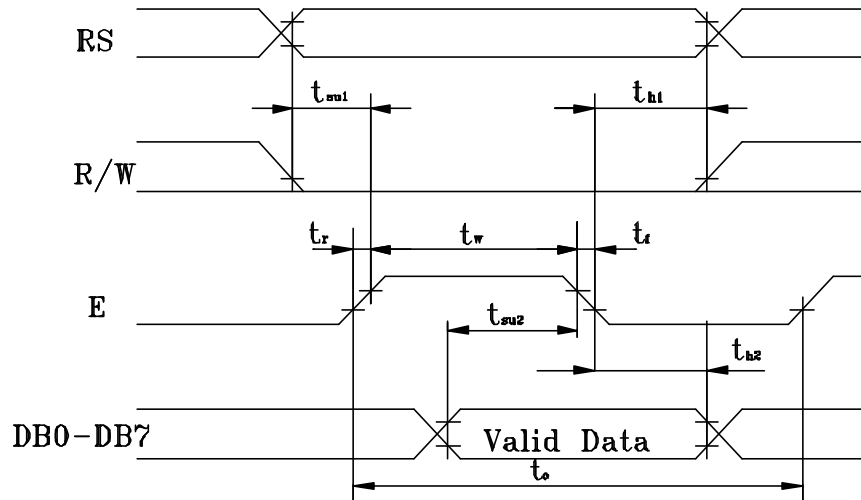 RS
tsu1
th1
R/W
tr
tw
tf
E
tsu2
th2
DB0-DB7
Valid Data
tc